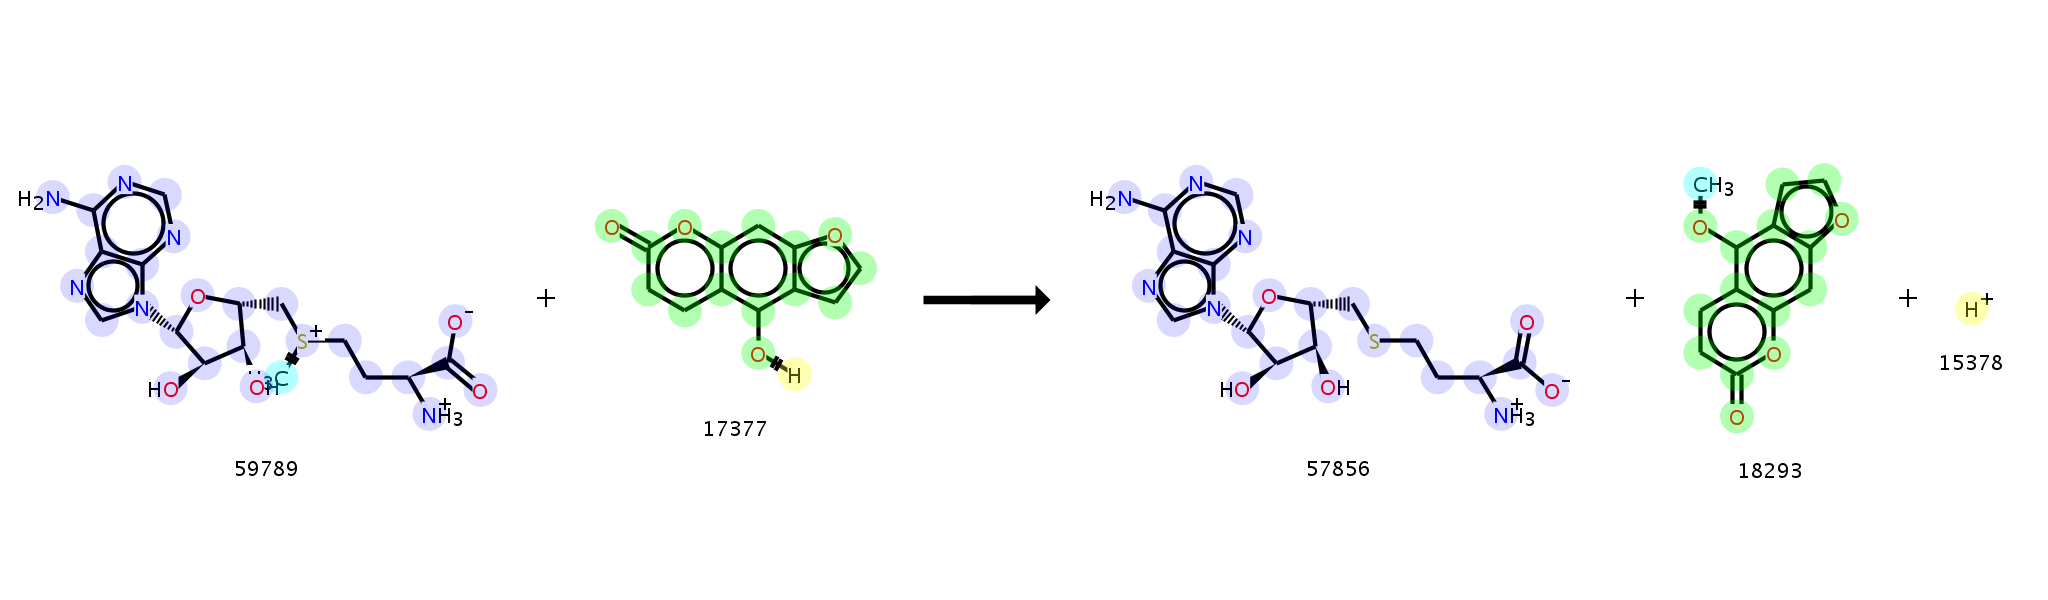 H2N N N N N O S+ O- O HO OH H3C NH3+
59789
+
O O O O H
17377
H2N N N N N O S O O- HO OH NH3+
57856
+
CH3 O O O O
18293
+
H+
15378